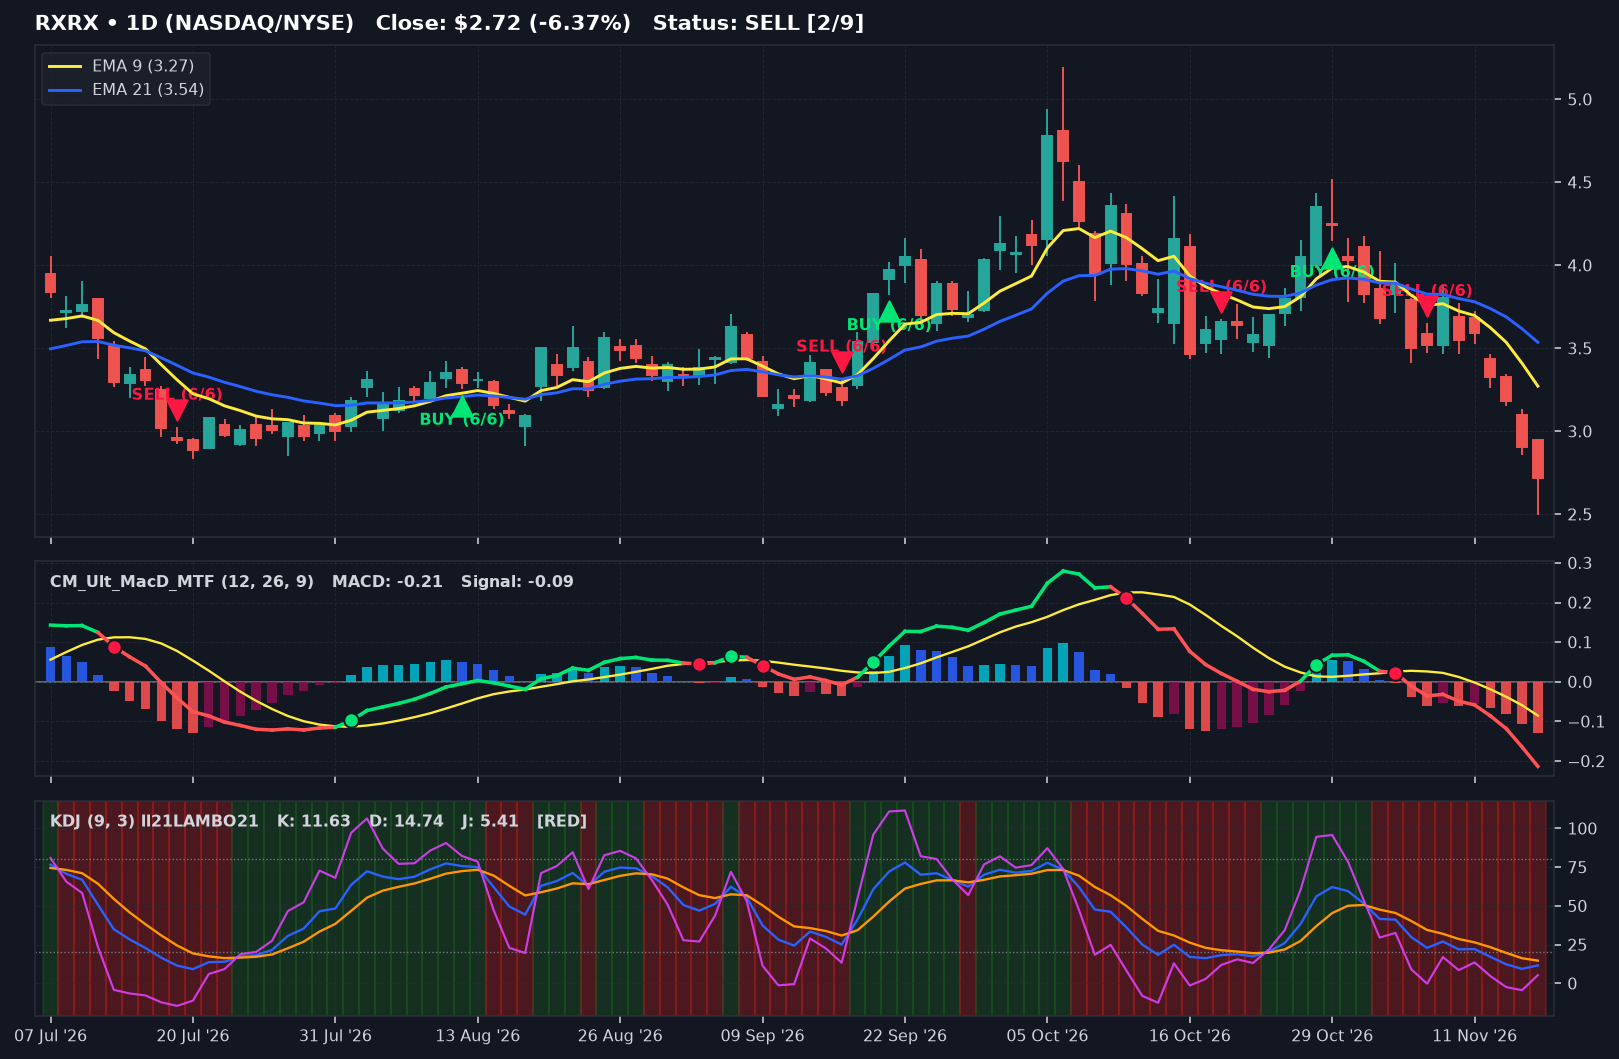 RXRX • 1D (NASDAQ/NYSE)   Close: $2.72 (-6.37%)   Status: SELL [2/9]
EMA 9 (3.27)
EMA 21 (3.54)
5.0
4.5
4.0
3.5
3.0
2.5
SELL (6/6)
BUY (6/6)
SELL (6/6)
BUY (6/6)
SELL (6/6)
BUY (6/6)
SELL (6/6)
CM_Ult_MacD_MTF (12, 26, 9)   MACD: -0.21   Signal: -0.09
0.3
0.2
0.1
0.0
−0.1
−0.2
KDJ (9, 3) II21LAMBO21   K: 11.63   D: 14.74   J: 5.41   [RED]
100
75
50
25
0
07 Jul '26   20 Jul '26   31 Jul '26   13 Aug '26   26 Aug '26   09 Sep '26   22 Sep '26   05 Oct '26   16 Oct '26   29 Oct '26   11 Nov '26